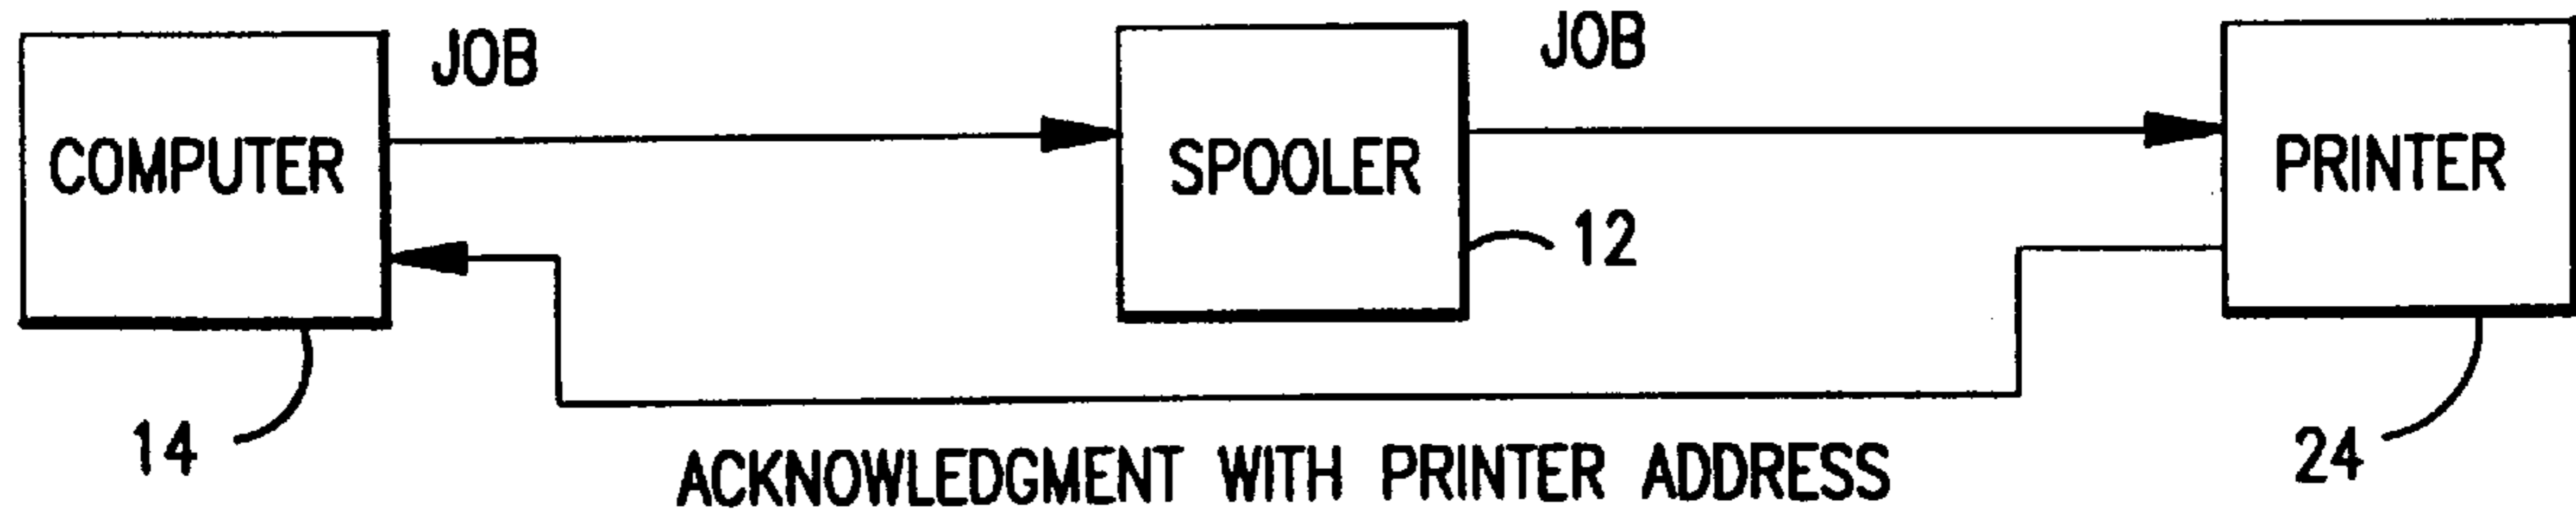 JOB
JOB
COMPUTER
SPOOLER
PRINTER
12
14
24
ACKNOWLEDGMENT WITH PRINTER ADDRESS